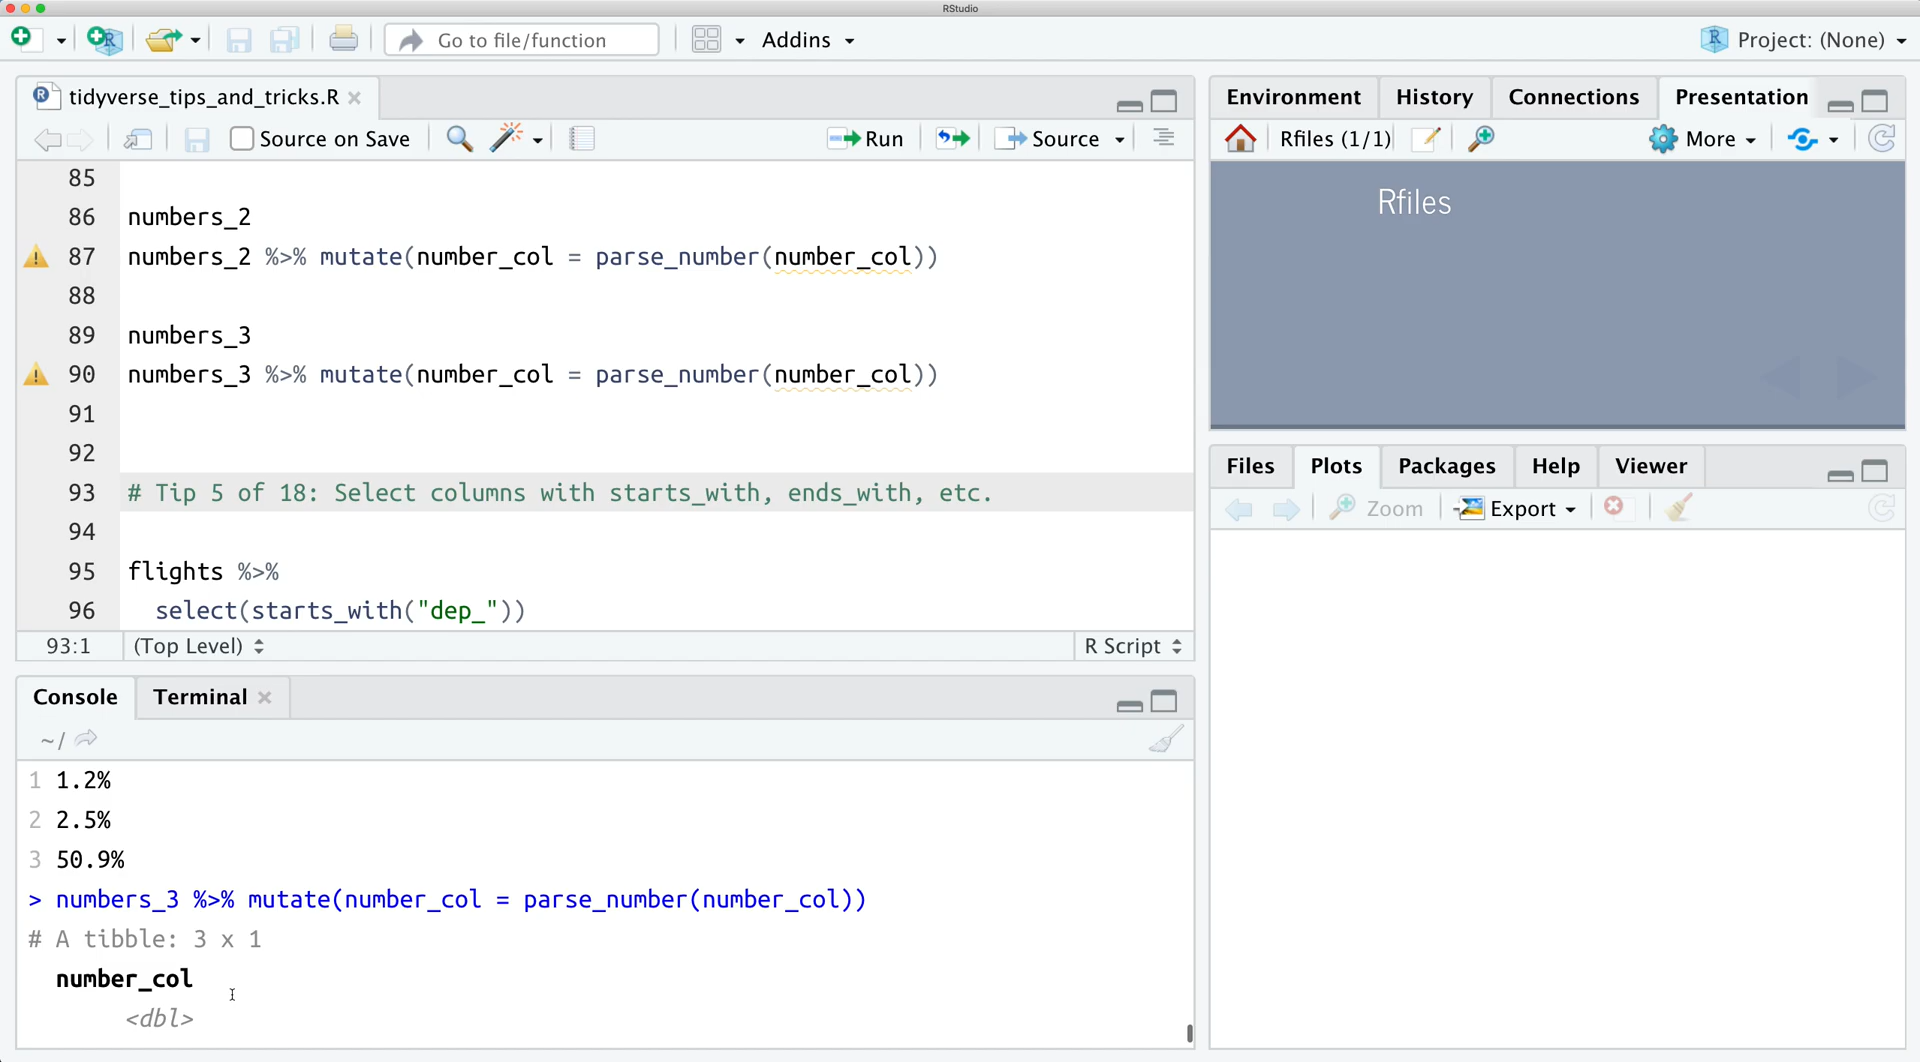 RStudio
Go to file/function
Addins
Project: (None)
tidyverse_tips_and_tricks.R
Source on Save
Run
Source
85
86 numbers_2
87 numbers_2 %>% mutate(number_col = parse_number(number_col))
88
89 numbers_3
90 numbers_3 %>% mutate(number_col = parse_number(number_col))
91
92
93 # Tip 5 of 18: Select columns with starts_with, ends_with, etc.
94
95 flights %>%
96 select(starts_with("dep_"))
93:1 (Top Level) R Script
Console Terminal
~/
1 1.2%
2 2.5%
3 50.9%
> numbers_3 %>% mutate(number_col = parse_number(number_col))
# A tibble: 3 x 1
number_col
<dbl>
Environment History Connections Presentation
Rfiles (1/1) More
Rfiles
Files Plots Packages Help Viewer
Zoom Export